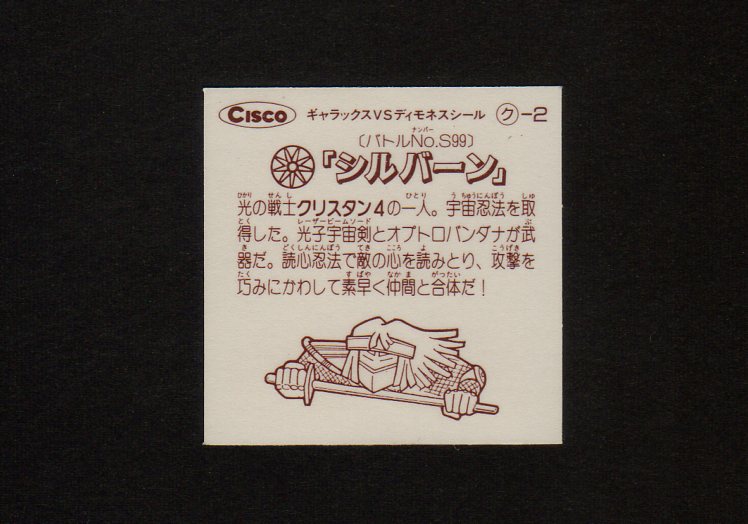 CISCO ギャラックスVSディモネスシール ク-2
〔バトルNo.S99〕
『シルバーン』
光の戦士クリスタン4の一人。宇宙忍法を取
得した。光子宇宙剣とオプトロバンダナが武
器だ。読心忍法で敵の心を読みとり、攻撃を
巧みにかわして素早く仲間と合体だ!